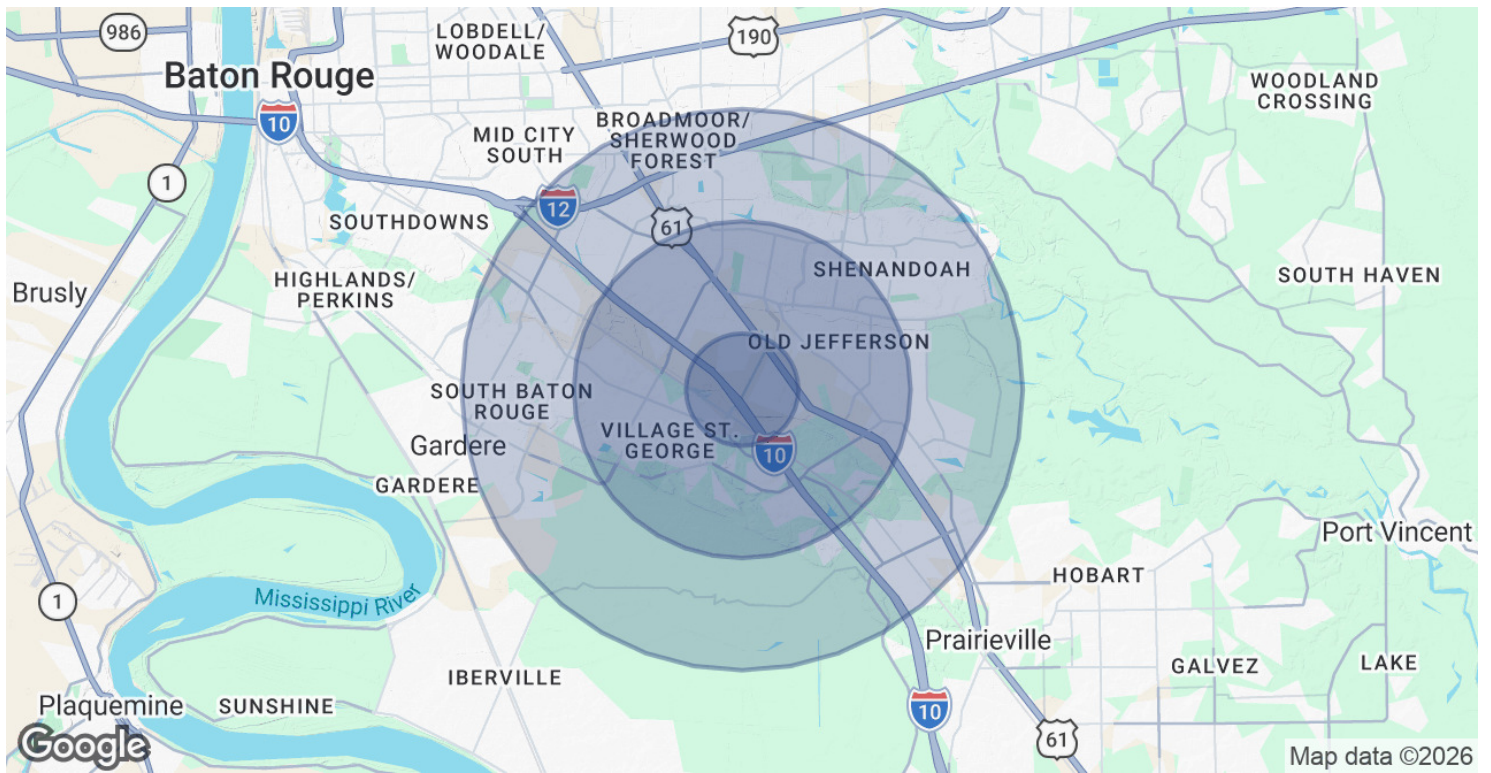 986
LOBDELL/
WOODALE
190
Baton Rouge
WOODLAND
CROSSING
10
MID CITY
SOUTH
BROADMOOR/
SHERWOOD
FOREST
1
12
SOUTHDOWNS
61
SHENANDOAH
SOUTH HAVEN
Brusly
HIGHLANDS/
PERKINS
OLD JEFFERSON
SOUTH BATON
ROUGE
VILLAGE ST.
GEORGE
Gardere
10
GARDERE
Port Vincent
HOBART
1
Mississippi River
Prairieville
GALVEZ
LAKE
IBERVILLE
Plaquemine
SUNSHINE
10
61
Google
Map data ©2026